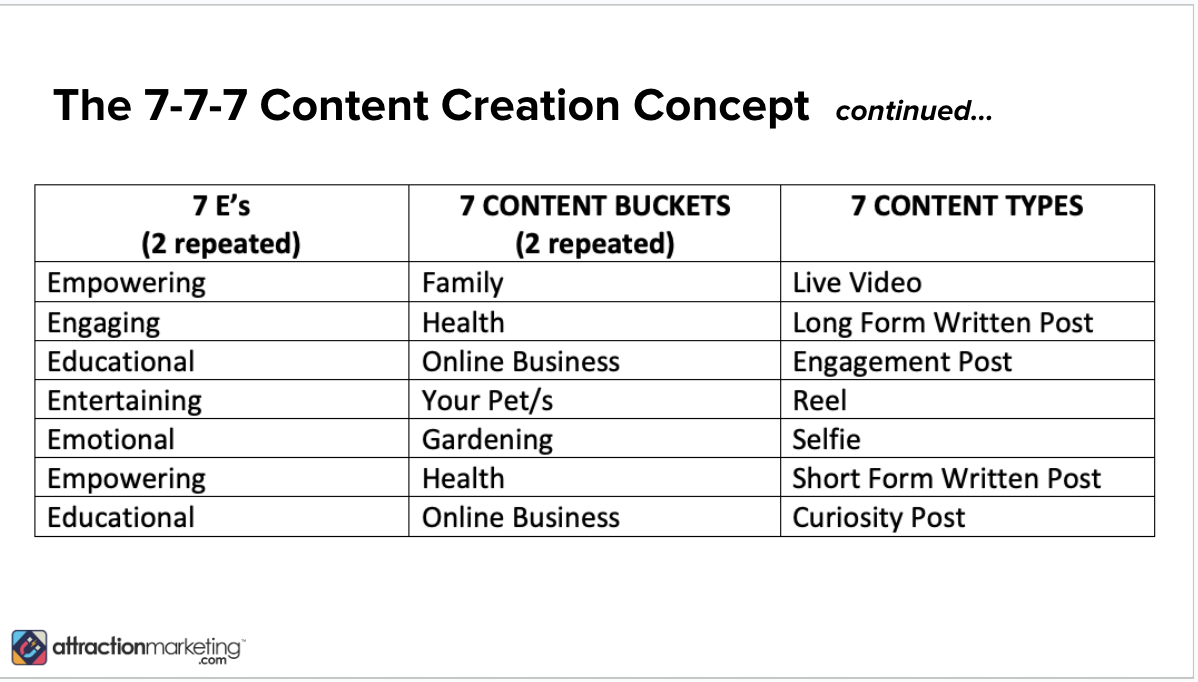 The 7-7-7 Content Creation Concept continued...
7 E’s 7 CONTENT BUCKETS 7 CONTENT TYPES
(2 repeated) (2 repeated)
Empowering Family Live Video
Engaging Health Long Form Written Post
Educational Online Business Engagement Post
Entertaining Your Pet/s Reel
Emotional Gardening Selfie
Empowering Health Short Form Written Post
Educational Online Business Curiosity Post
attractionmarketing™
.com